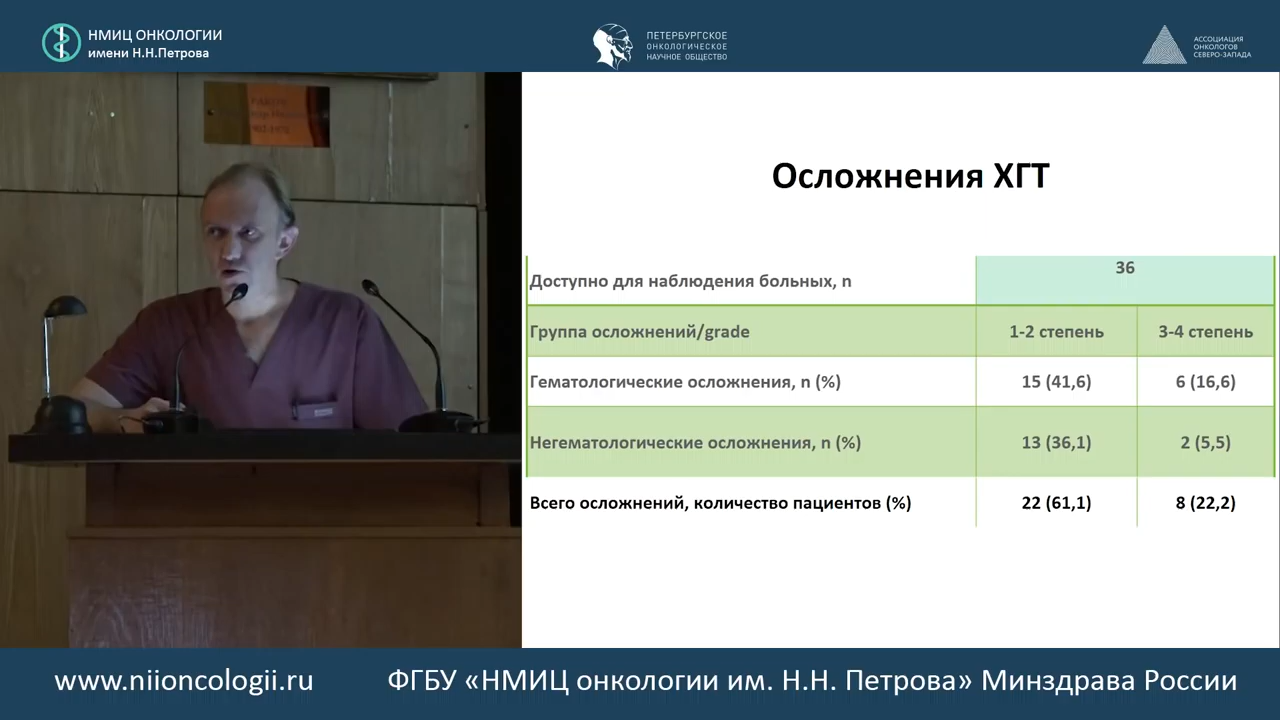 НМИЦ ОНКОЛОГИИ
имени Н.Н.Петрова
ПЕТЕРБУРГСКОЕ
ОНКОЛОГИЧЕСКОЕ
НАУЧНОЕ ОБЩЕСТВО
АССОЦИАЦИЯ
ОНКОЛОГОВ
СЕВЕРО-ЗАПАДА
Осложнения ХГТ
Доступно для наблюдения больных, n 36
Группа осложнений/grade 1-2 степень 3-4 степень
Гематологические осложнения, n (%) 15 (41,6) 6 (16,6)
Негематологические осложнения, n (%) 13 (36,1) 2 (5,5)
Всего осложнений, количество пациентов (%) 22 (61,1) 8 (22,2)
www.niioncologii.ru ФГБУ «НМИЦ онкологии им. Н.Н. Петрова» Минздрава России